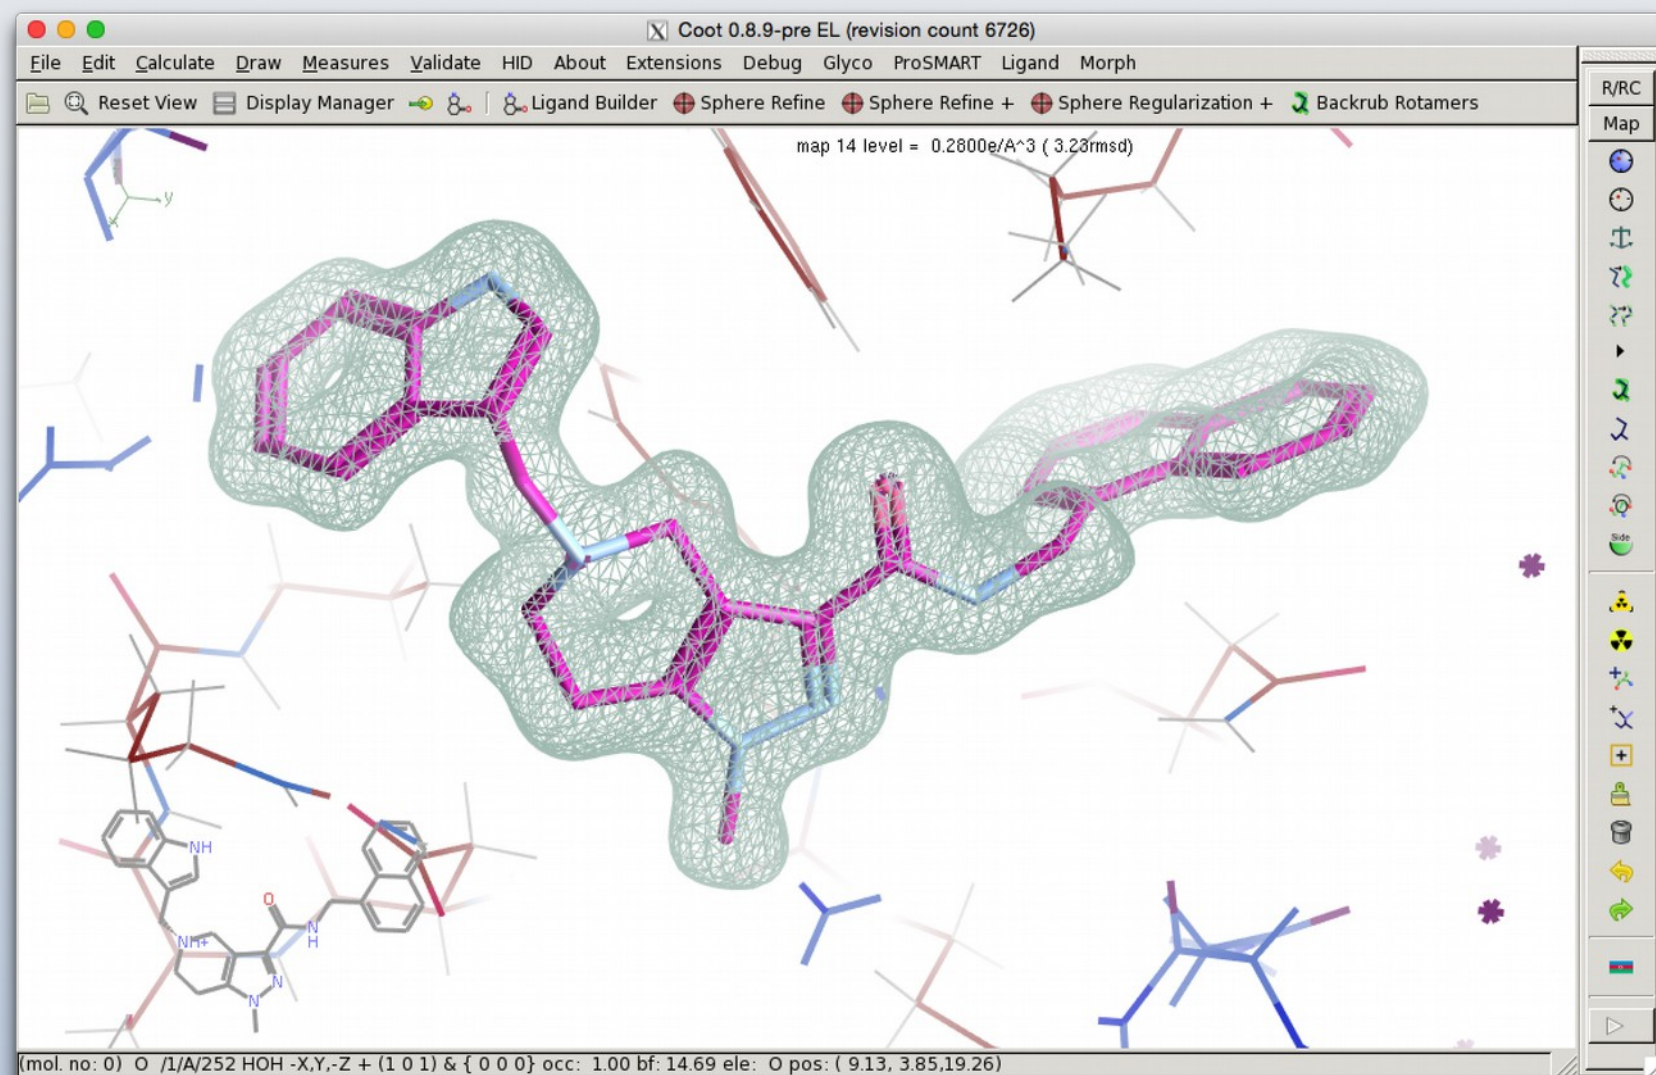 Coot 0.8.9-pre EL (revision count 6726)
File Edit Calculate Draw Measures Validate HID About Extensions Debug Glyco ProSMART Ligand Morph
Reset View Display Manager Ligand Builder Sphere Refine Sphere Refine + Sphere Regularization + Backrub Rotamers
R/RC
Map
map 14 level = 0.2800e/A^3 ( 3.23rmsd)
y
x
Side
NH
O
NH+
N
H
N
N
(mol. no: 0) O /1/A/252 HOH -X,Y,-Z + (1 0 1) & { 0 0 0} occ: 1.00 bf: 14.69 ele: O pos: ( 9.13, 3.85,19.26)